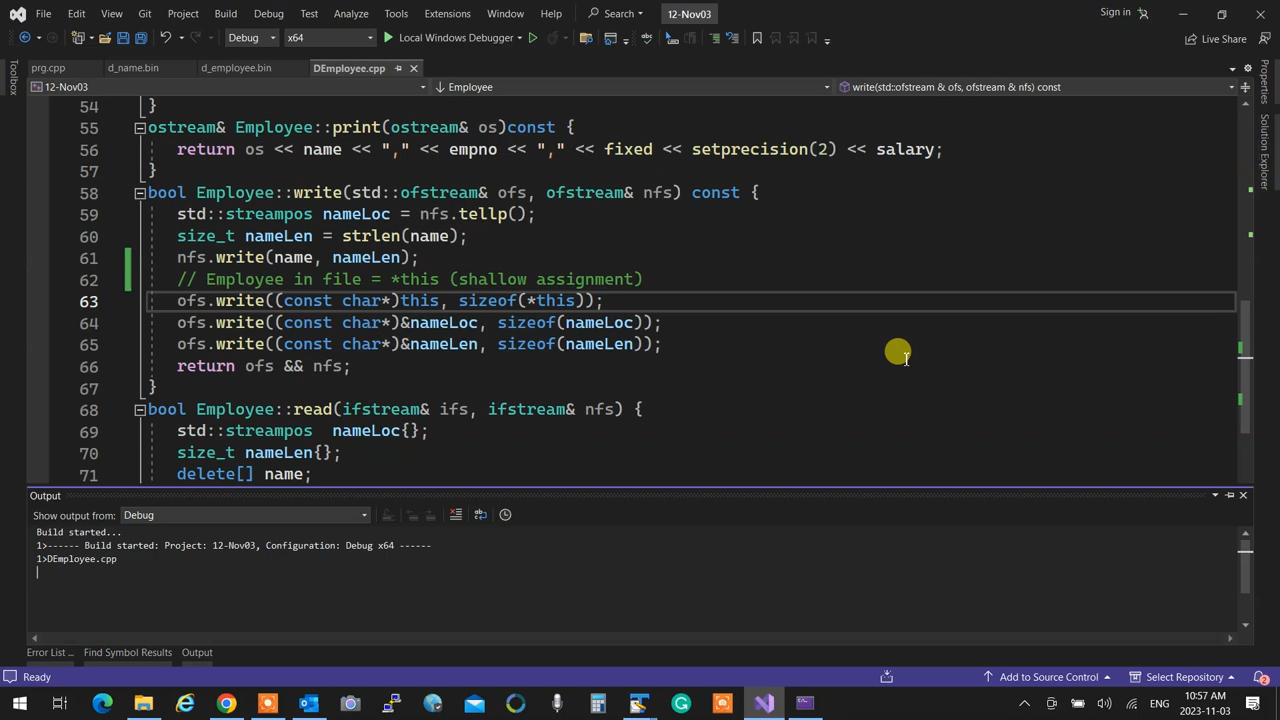 File Edit View Git Project Build Debug Test Analyze Tools Extensions Window Help Search 12-Nov03 Sign in
Debug x64 Local Windows Debugger Live Share
prg.cpp d_name.bin d_employee.bin DEmployee.cpp
12-Nov03 Employee write(std::ofstream & ofs, ofstream & nfs) const
Toolbox
Properties
Solution Explorer
54 }
55 ostream& Employee::print(ostream& os)const {
56 return os << name << "," << empno << "," << fixed << setprecision(2) << salary;
57 }
58 bool Employee::write(std::ofstream& ofs, ofstream& nfs) const {
59 std::streampos nameLoc = nfs.tellp();
60 size_t nameLen = strlen(name);
61 nfs.write(name, nameLen);
62 // Employee in file = *this (shallow assignment)
63 ofs.write((const char*)this, sizeof(*this));
64 ofs.write((const char*)&nameLoc, sizeof(nameLoc));
65 ofs.write((const char*)&nameLen, sizeof(nameLen));
66 return ofs && nfs;
67 }
68 bool Employee::read(ifstream& ifs, ifstream& nfs) {
69 std::streampos  nameLoc{};
70 size_t nameLen{};
71 delete[] name;
Output
Show output from: Debug
Build started...
1>------ Build started: Project: 12-Nov03, Configuration: Debug x64 ------
1>DEmployee.cpp
Error List ... Find Symbol Results Output
Ready Add to Source Control Select Repository 2
ENG 10:57 AM
2023-11-03